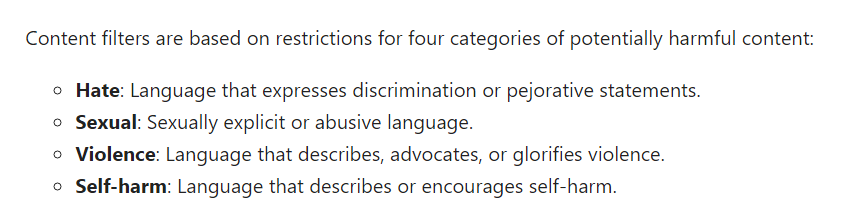 Content filters are based on restrictions for four categories of potentially harmful content:
Hate: Language that expresses discrimination or pejorative statements.
Sexual: Sexually explicit or abusive language.
Violence: Language that describes, advocates, or glorifies violence.
Self-harm: Language that describes or encourages self-harm.